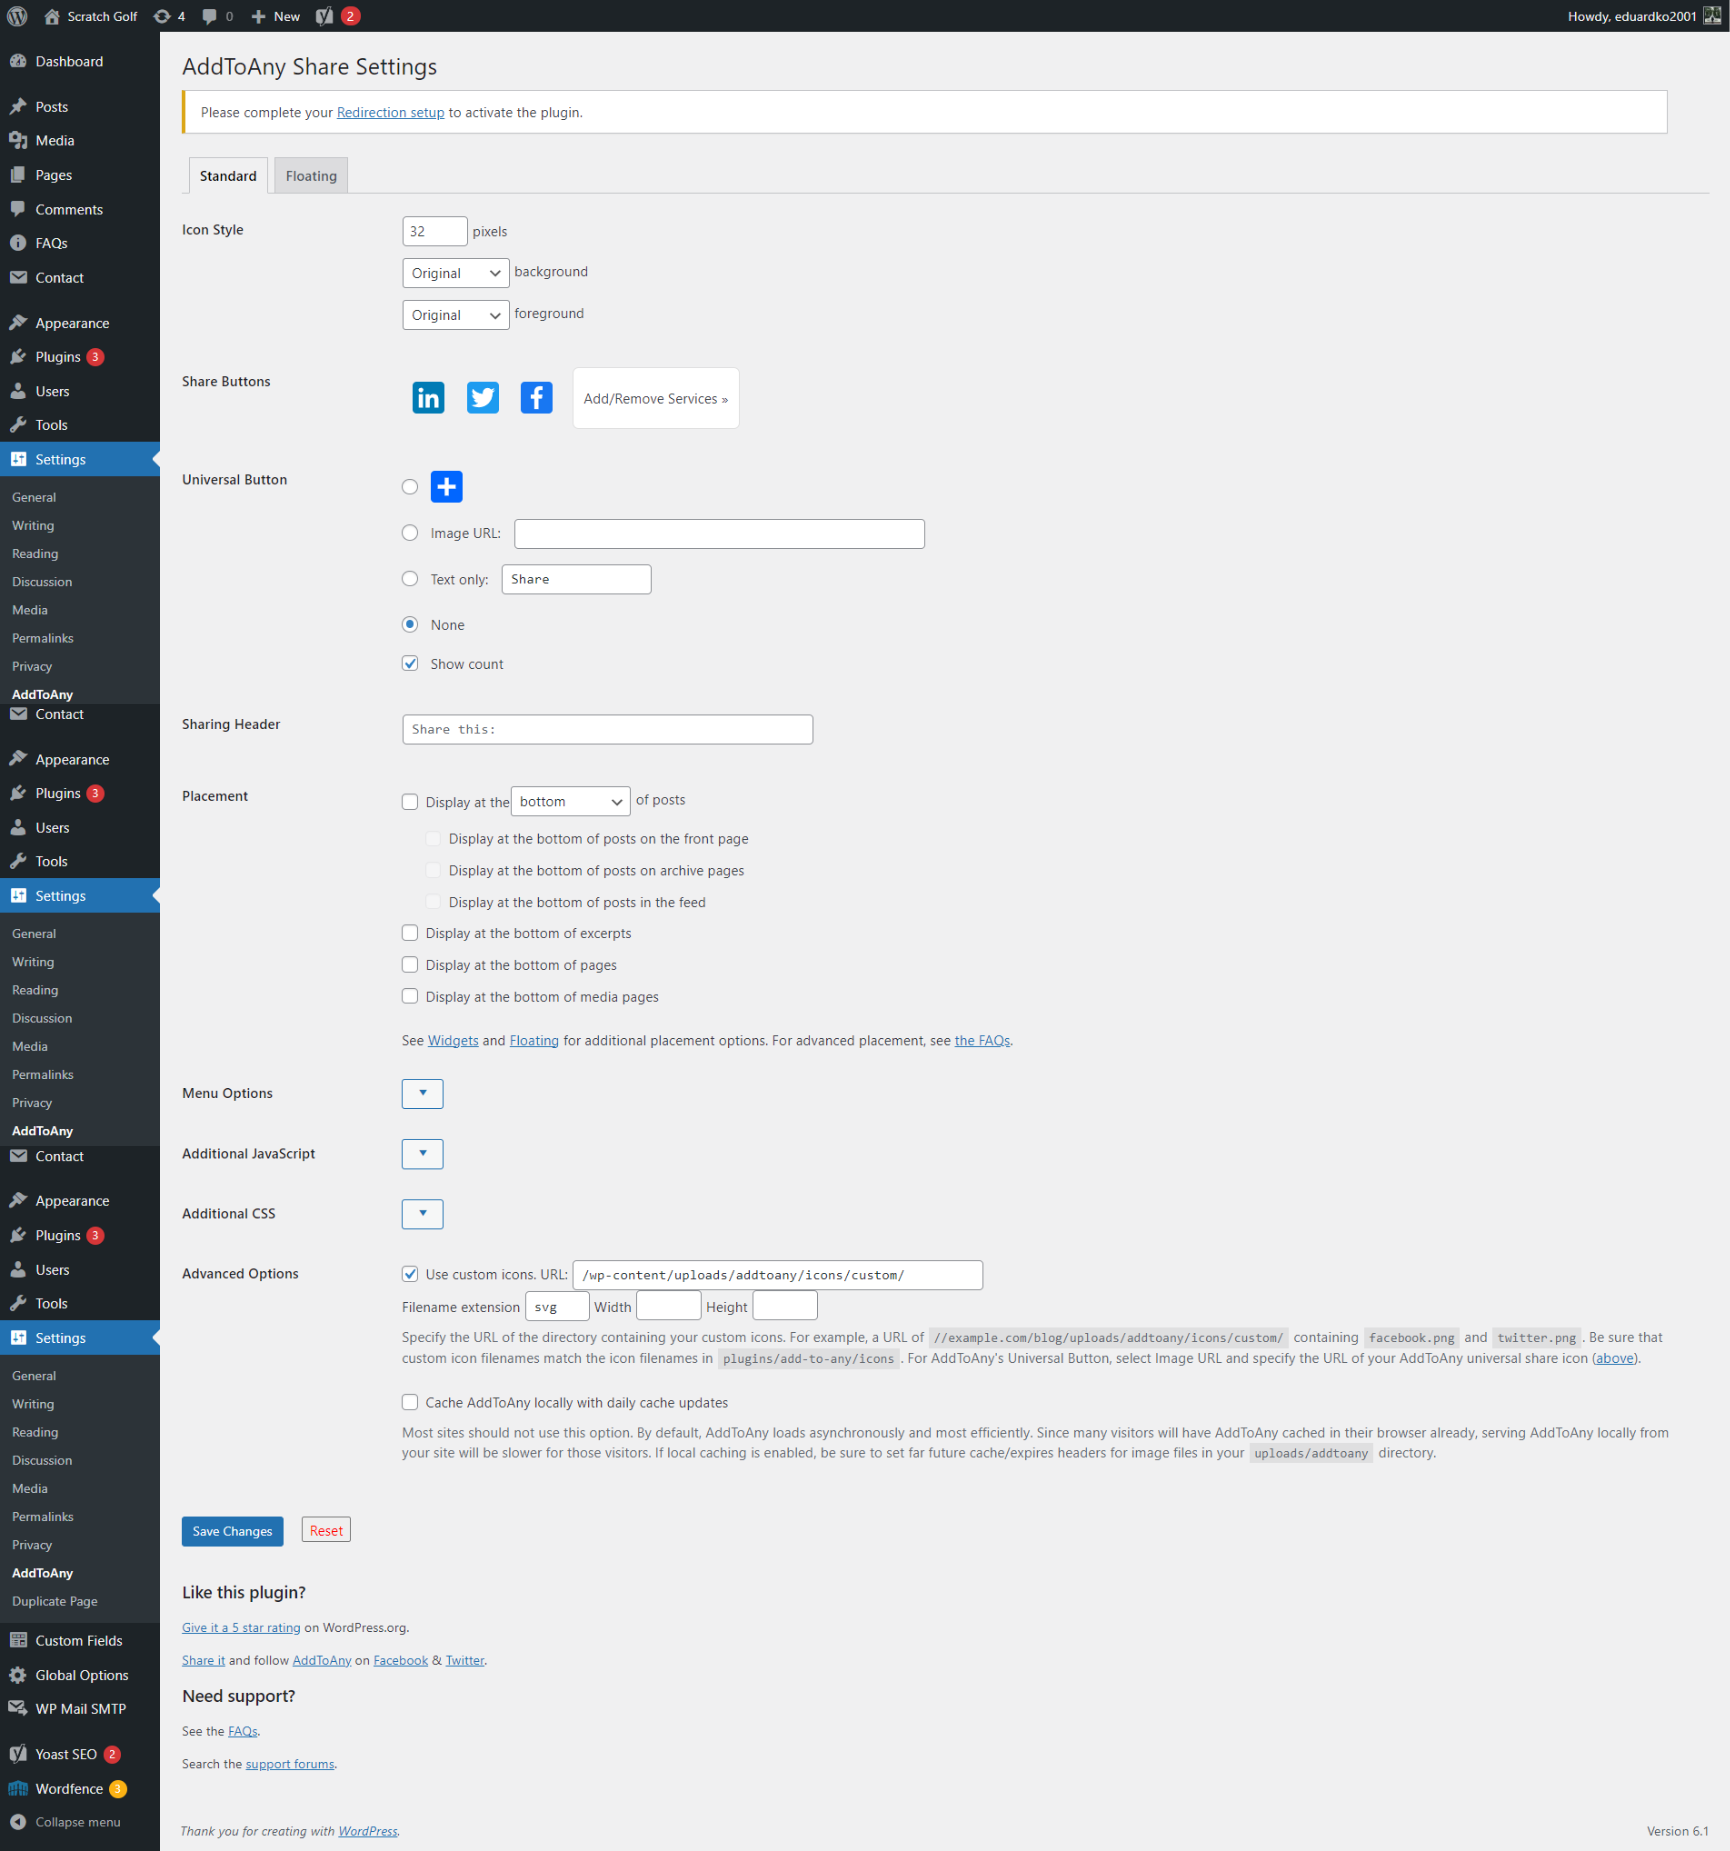 Scratch Golf 4 0 New 2 Howdy, eduardko2001
Dashboard
Posts
Media
Pages
Comments
FAQs
Contact
Appearance
Plugins 3
Users
Tools
Settings
General
Writing
Reading
Discussion
Media
Permalinks
Privacy
AddToAny
Contact
Appearance
Plugins 3
Users
Tools
Settings
General
Writing
Reading
Discussion
Media
Permalinks
Privacy
AddToAny
Contact
Appearance
Plugins 3
Users
Tools
Settings
General
Writing
Reading
Discussion
Media
Permalinks
Privacy
AddToAny
Duplicate Page
Custom Fields
Global Options
WP Mail SMTP
Yoast SEO 2
Wordfence 3
Collapse menu
AddToAny Share Settings
Please complete your Redirection setup to activate the plugin.
Standard Floating
Icon Style 32 pixels
Original background
Original foreground
Share Buttons Add/Remove Services »
Universal Button
Image URL:
Text only: Share
None
Show count
Sharing Header Share this:
Placement Display at the bottom of posts
Display at the bottom of posts on the front page
Display at the bottom of posts on archive pages
Display at the bottom of posts in the feed
Display at the bottom of excerpts
Display at the bottom of pages
Display at the bottom of media pages
See Widgets and Floating for additional placement options. For advanced placement, see the FAQs.
Menu Options
Additional JavaScript
Additional CSS
Advanced Options Use custom icons. URL: /wp-content/uploads/addtoany/icons/custom/
Filename extension svg Width Height
Specify the URL of the directory containing your custom icons. For example, a URL of //example.com/blog/uploads/addtoany/icons/custom/ containing facebook.png and twitter.png . Be sure that
custom icon filenames match the icon filenames in plugins/add-to-any/icons . For AddToAny's Universal Button, select Image URL and specify the URL of your AddToAny universal share icon (above).
Cache AddToAny locally with daily cache updates
Most sites should not use this option. By default, AddToAny loads asynchronously and most efficiently. Since many visitors will have AddToAny cached in their browser already, serving AddToAny locally from
your site will be slower for those visitors. If local caching is enabled, be sure to set far future cache/expires headers for image files in your uploads/addtoany directory.
Save Changes Reset
Like this plugin?
Give it a 5 star rating on WordPress.org.
Share it and follow AddToAny on Facebook & Twitter.
Need support?
See the FAQs.
Search the support forums.
Thank you for creating with WordPress. Version 6.1